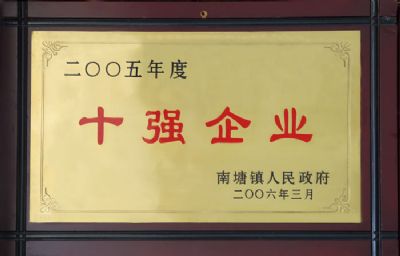 二〇〇五年度
十强企业
南塘镇人民政府
二〇〇六年三月